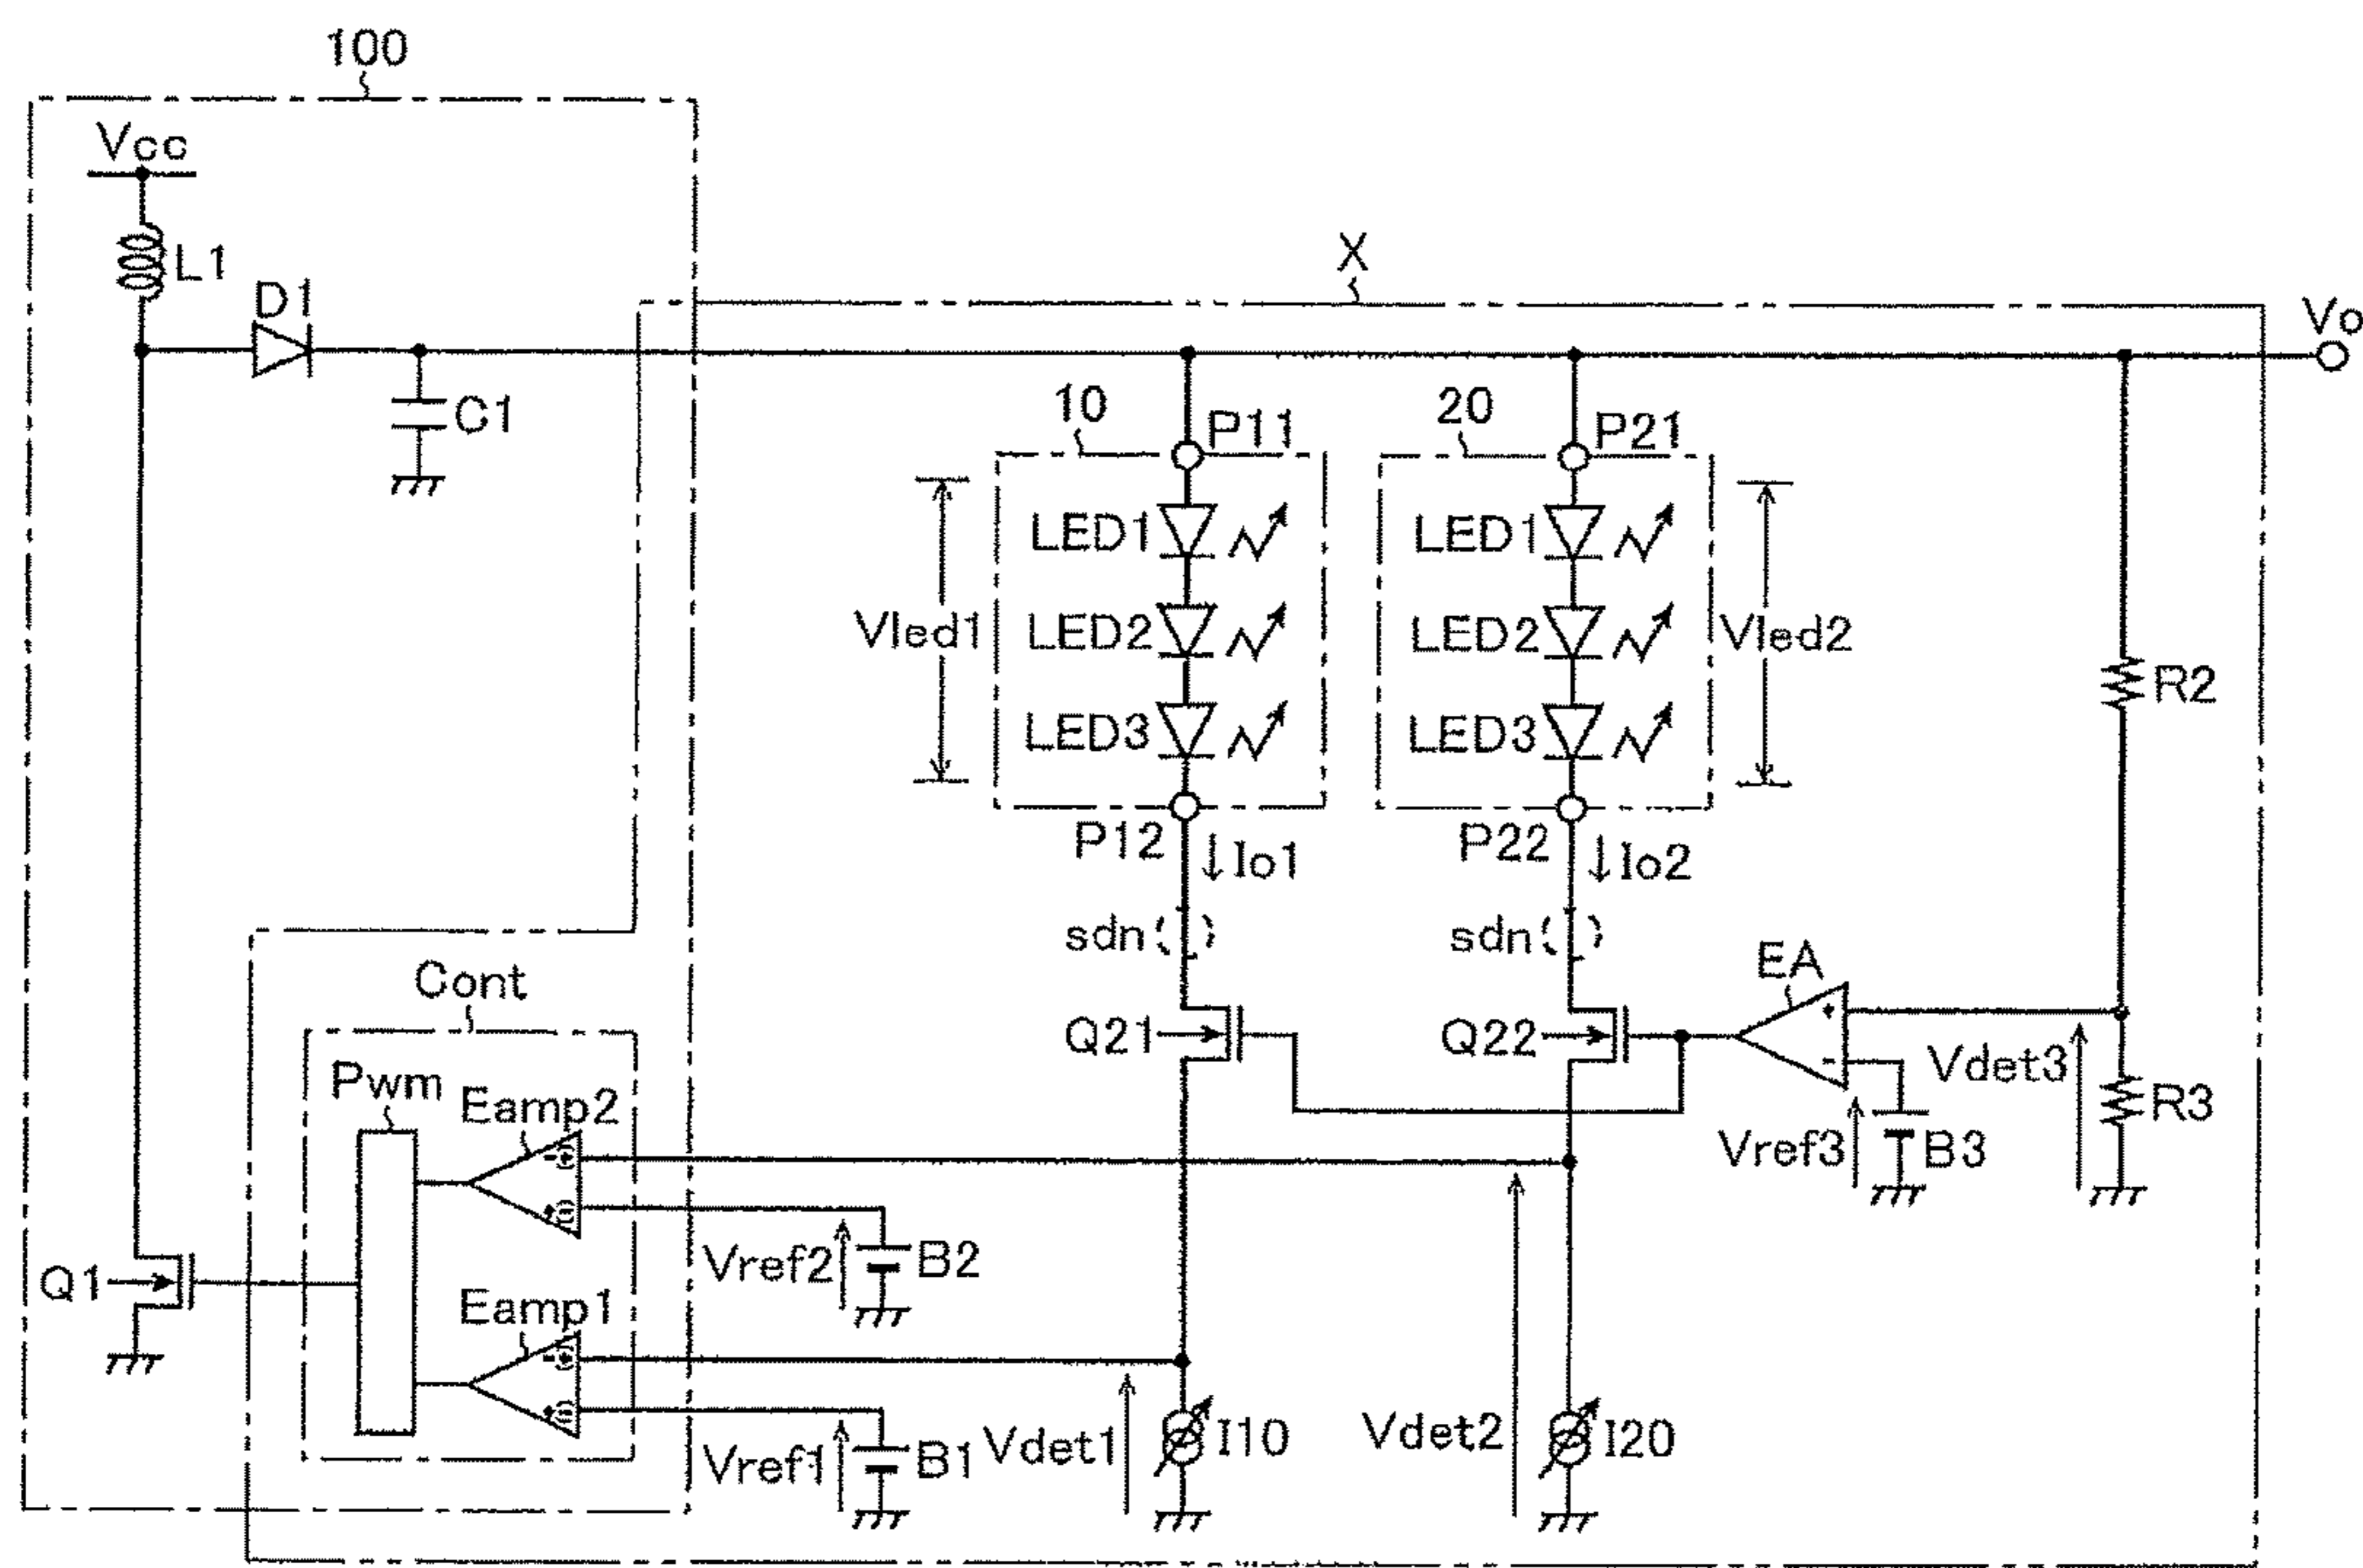 100
Vcc
L1
D1
C1
X
Vo
10
P11
20
P21
LED1
LED1
Vled1
LED2
LED2
Vled2
LED3
LED3
R2
P12
Io1
P22
Io2
sdn
sdn
EA
Cont
Q21
Q22
+
-
Vdet3
R3
Vref3
B3
Pwm
Eamp2
Vref2
B2
Q1
Eamp1
Vref1
B1
Vdet1
I10
Vdet2
I20